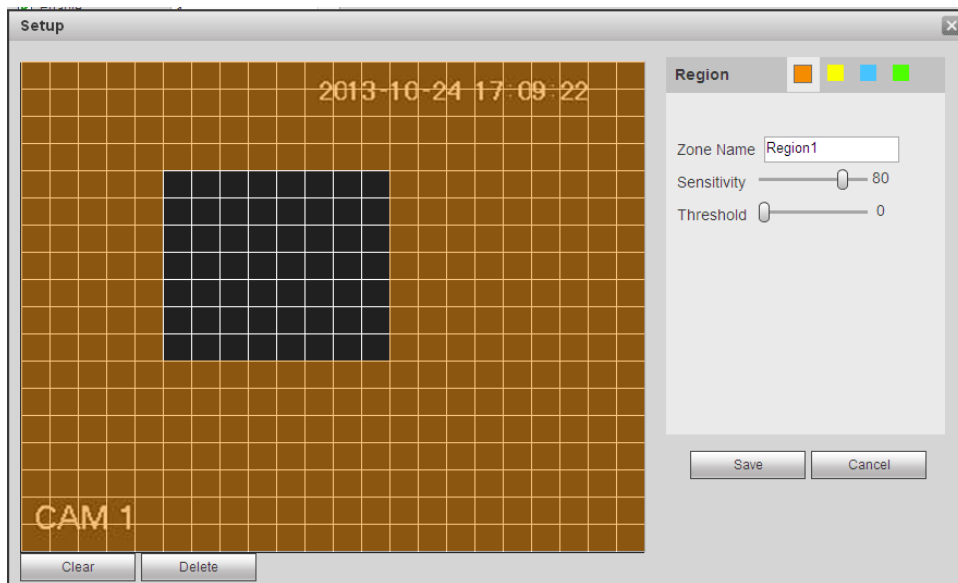 Setup
2013-10-24 17:09:22
CAM 1
Clear Delete
Region
Zone Name Region1
Sensitivity 80
Threshold 0
Save Cancel